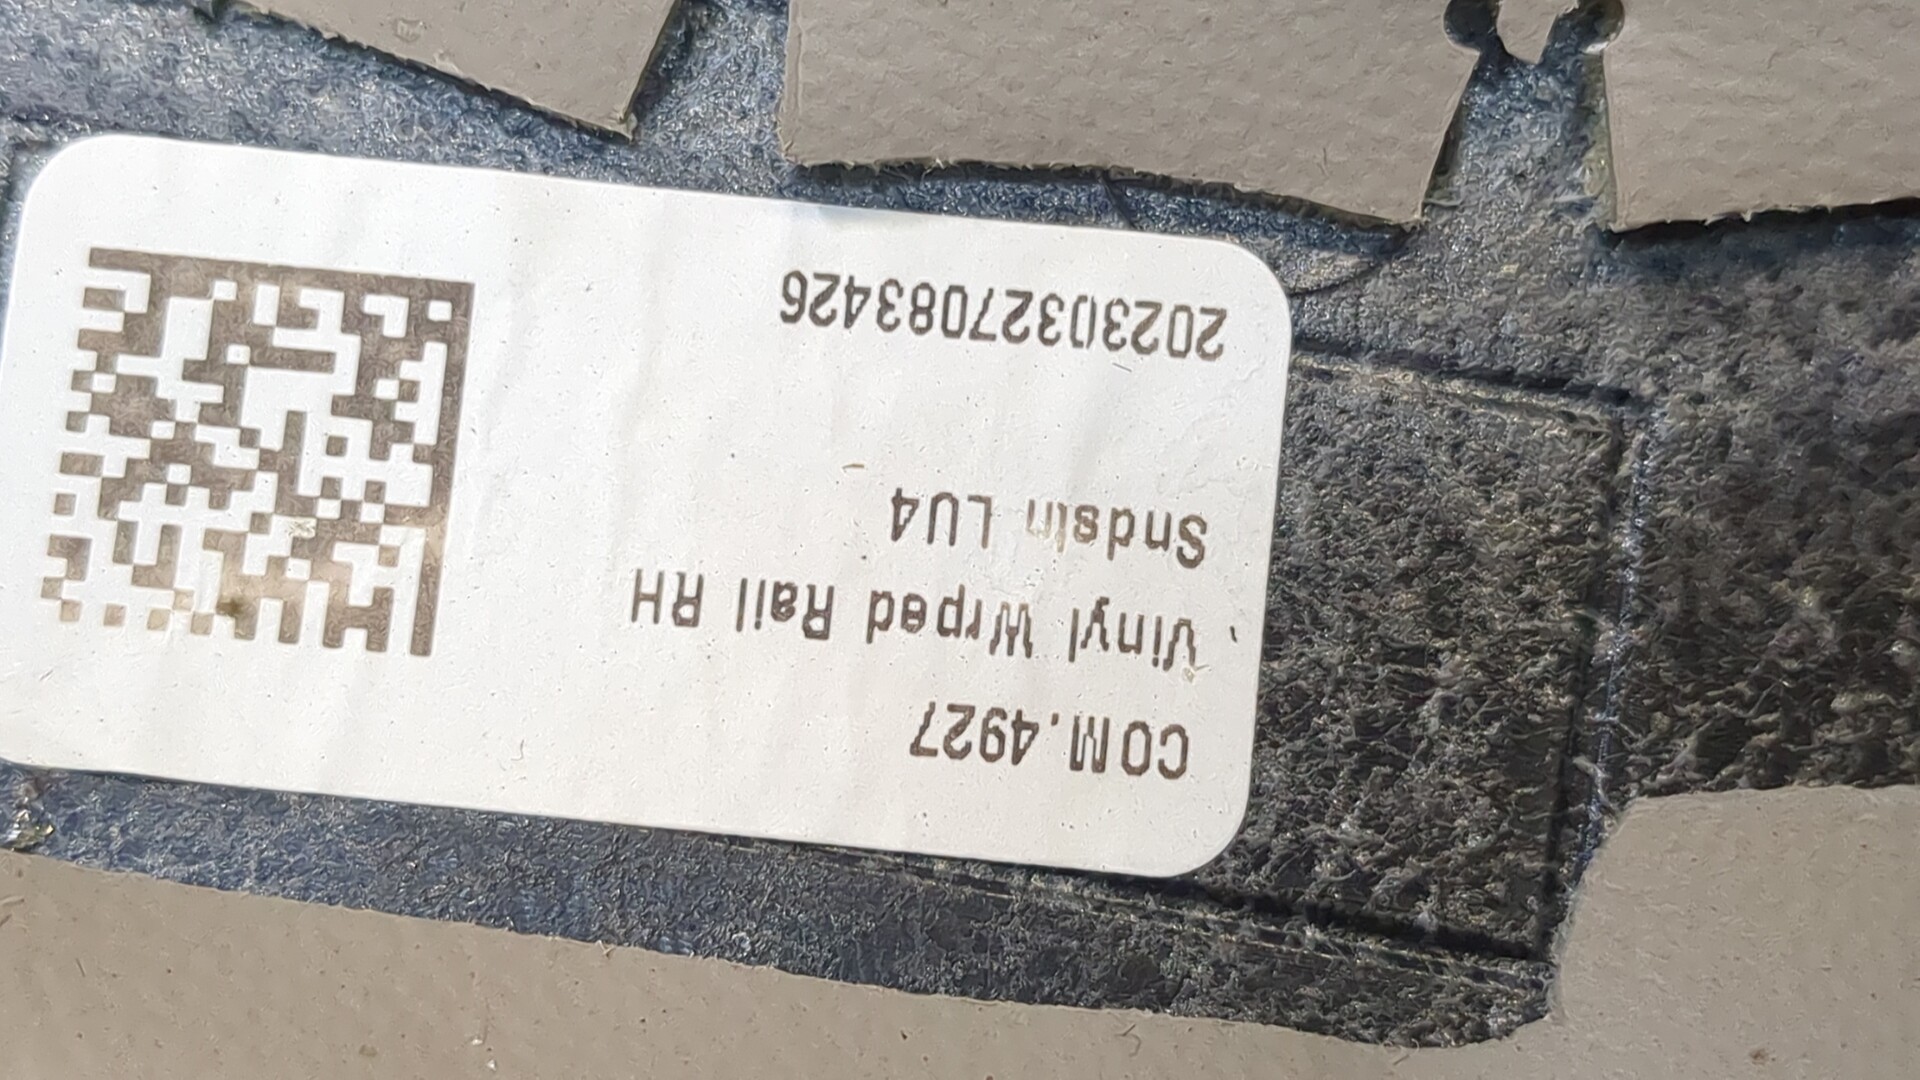 COM.4927
Vinyl Wrped Rail RH
Sndstn LU4
20230327083426